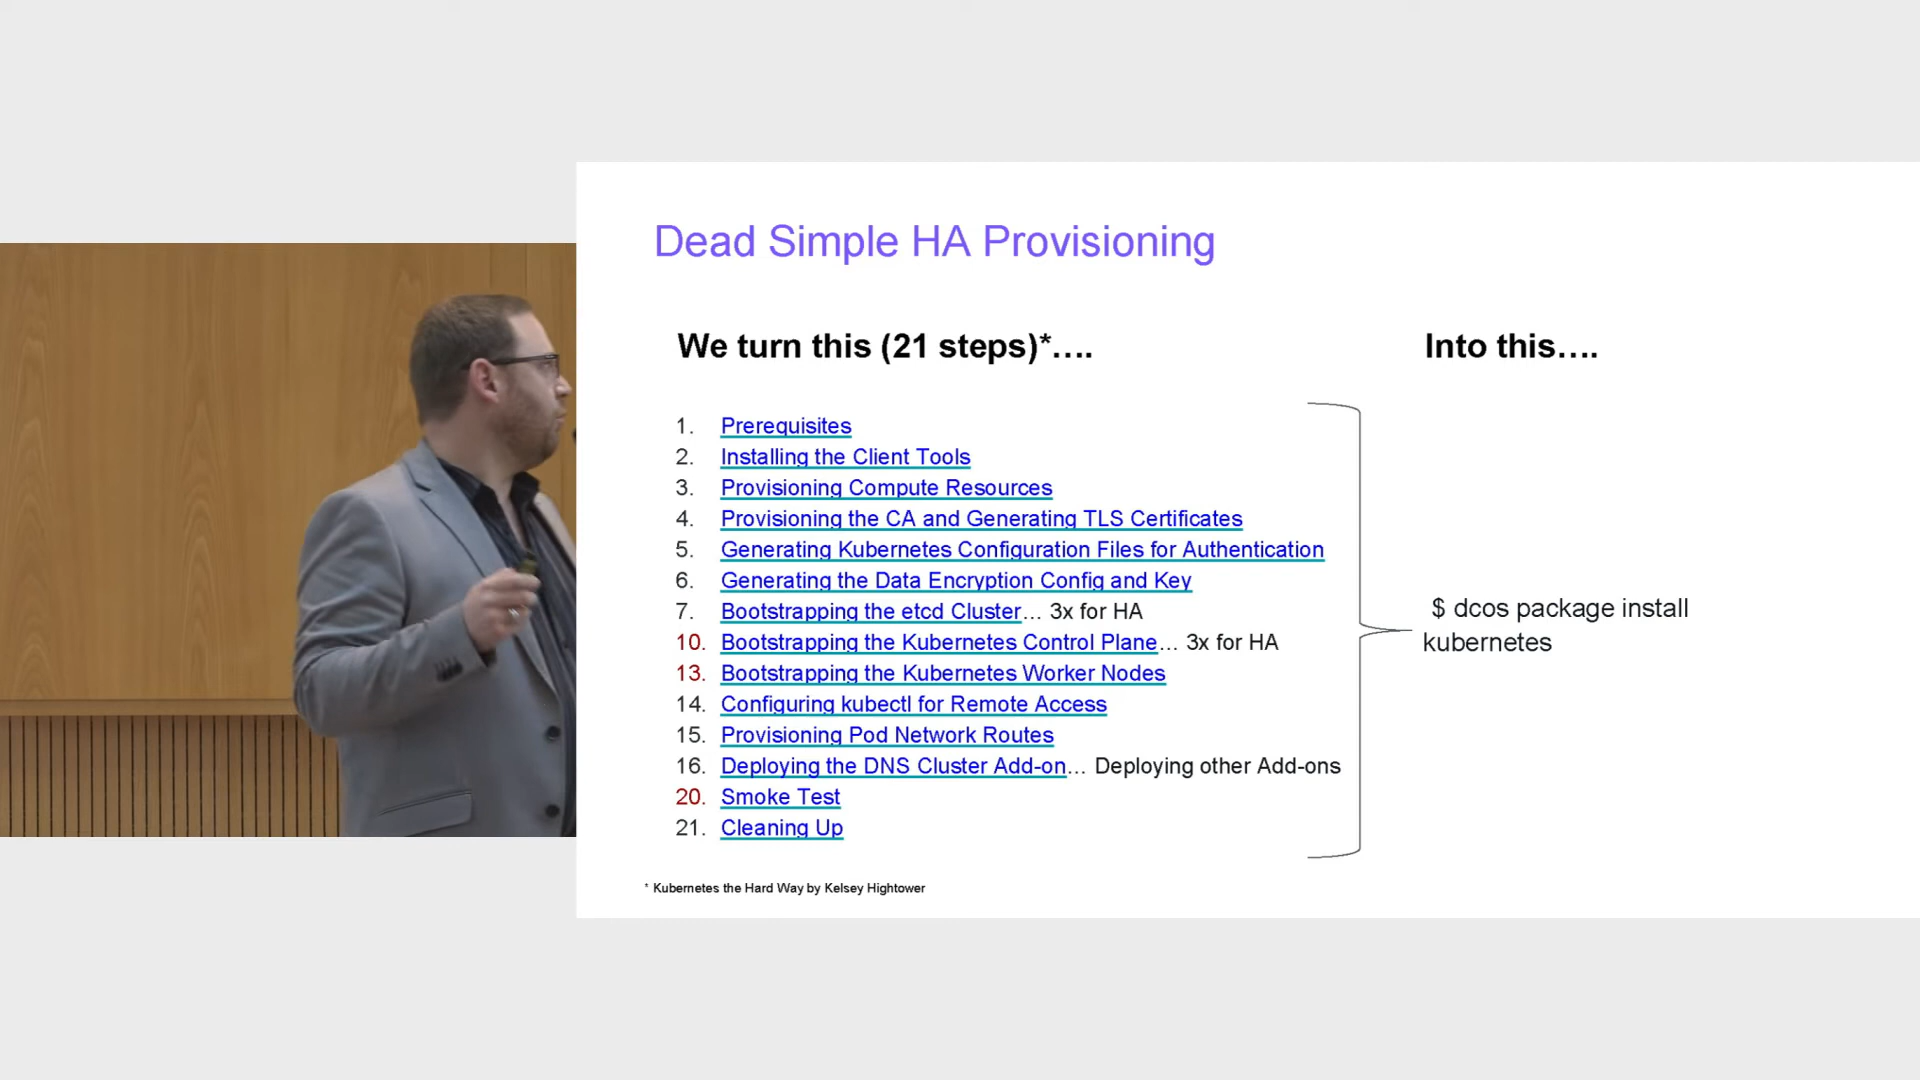 Dead Simple HA Provisioning
We turn this (21 steps)*....
Into this....
1. Prerequisites
2. Installing the Client Tools
3. Provisioning Compute Resources
4. Provisioning the CA and Generating TLS Certificates
5. Generating Kubernetes Configuration Files for Authentication
6. Generating the Data Encryption Config and Key
7. Bootstrapping the etcd Cluster... 3x for HA
10. Bootstrapping the Kubernetes Control Plane... 3x for HA
13. Bootstrapping the Kubernetes Worker Nodes
14. Configuring kubectl for Remote Access
15. Provisioning Pod Network Routes
16. Deploying the DNS Cluster Add-on... Deploying other Add-ons
20. Smoke Test
21. Cleaning Up
$ dcos package install
kubernetes
* Kubernetes the Hard Way by Kelsey Hightower